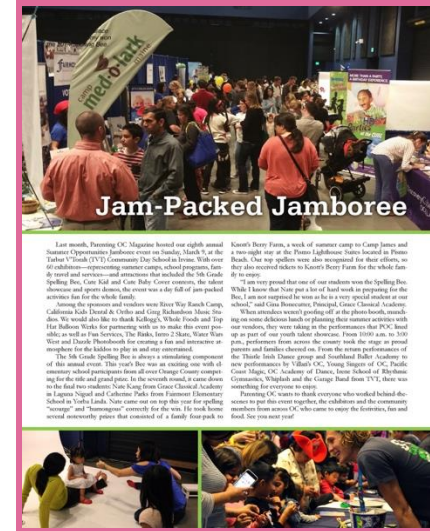 camp
med-o-lark
Jam-Packed Jamboree
Last month, Parenting OC Magazine hosted our eighth annual
Summer Opportunities Jamboree event on Sunday, March 9, at the
Tarbut V'Torah (TVT) Community Day School in Irvine. With over
60 exhibitors—representing summer camps, school programs, fam-
ily travel and services—and attractions that included the 5th Grade
Spelling Bee, Cute Kid and Cute Baby Cover contests, the talent
showcase and sports demos, the event was a day full of jam-packed
activities fun for the whole family.
Among the sponsors and vendors were River Way Ranch Camp,
California Kids Dental & Ortho and Greg Richardson Music Stu-
dios. We would also like to thank Kellogg's, Whole Foods and Top
Hat Balloon Werks for partnering with us to make this event pos-
sible; as well as Fun Services, The Rinks, Intro 2 Skate, Water Wars
West and Dazzle Photobooth for creating a fun and interactive at-
mosphere for the kiddos to play in and stay entertained.
The 5th Grade Spelling Bee is always a stimulating component
of this annual event. This year's Bee was an exciting one with el-
ementary school participants from all over Orange County compet-
ing for the title and grand prize. In the seventh round, it came down
to the final two students: Nate Kang from Grace Classical Academy
in Laguna Niguel and Catherine Parks from Fairmont Elementary
School in Yorba Linda. Nate came out on top this year for spelling
"scourge" and "humongous" correctly for the win. He took home
several noteworthy prizes that consisted of a family four-pack to
Knott's Berry Farm, a week of summer camp to Camp James and
a two-night stay at the Pismo Lighthouse Suites located in Pismo
Beach. Our top spellers were also recognized for their efforts, so
they also received tickets to Knott's Berry Farm for the whole fam-
ily to enjoy.
"I am very proud that one of our students won the Spelling Bee.
While I know that Nate put a lot of hard work in preparing for the
Bee, I am not surprised he won as he is a very special student at our
school," said Gina Bonecutter, Principal, Grace Classical Academy.
When attendees weren't goofing off at the photo-booth, munch-
ing on some delicious lunch or planning their summer activities with
our vendors, they were taking in the performances that POC lined
up as part of our youth talent showcase. From 10:00 a.m. to 3:00
p.m., performers from across the county took the stage as proud
parents and families cheered on. From the return performances of
the Thistle Irish Dance group and Southland Ballet Academy to
new performances by Villari's OC, Young Singers of OC, Pacific
Coast Magic, OC Academy of Dance, Irene School of Rhythmic
Gymnastics, Whiplash and the Garage Band from TVT, there was
something for everyone to enjoy.
Parenting OC wants to thank everyone who worked behind-the-
scenes to put this event together, the exhibitors and the community
members from across OC who came to enjoy the festivities, fun and
food. See you next year!